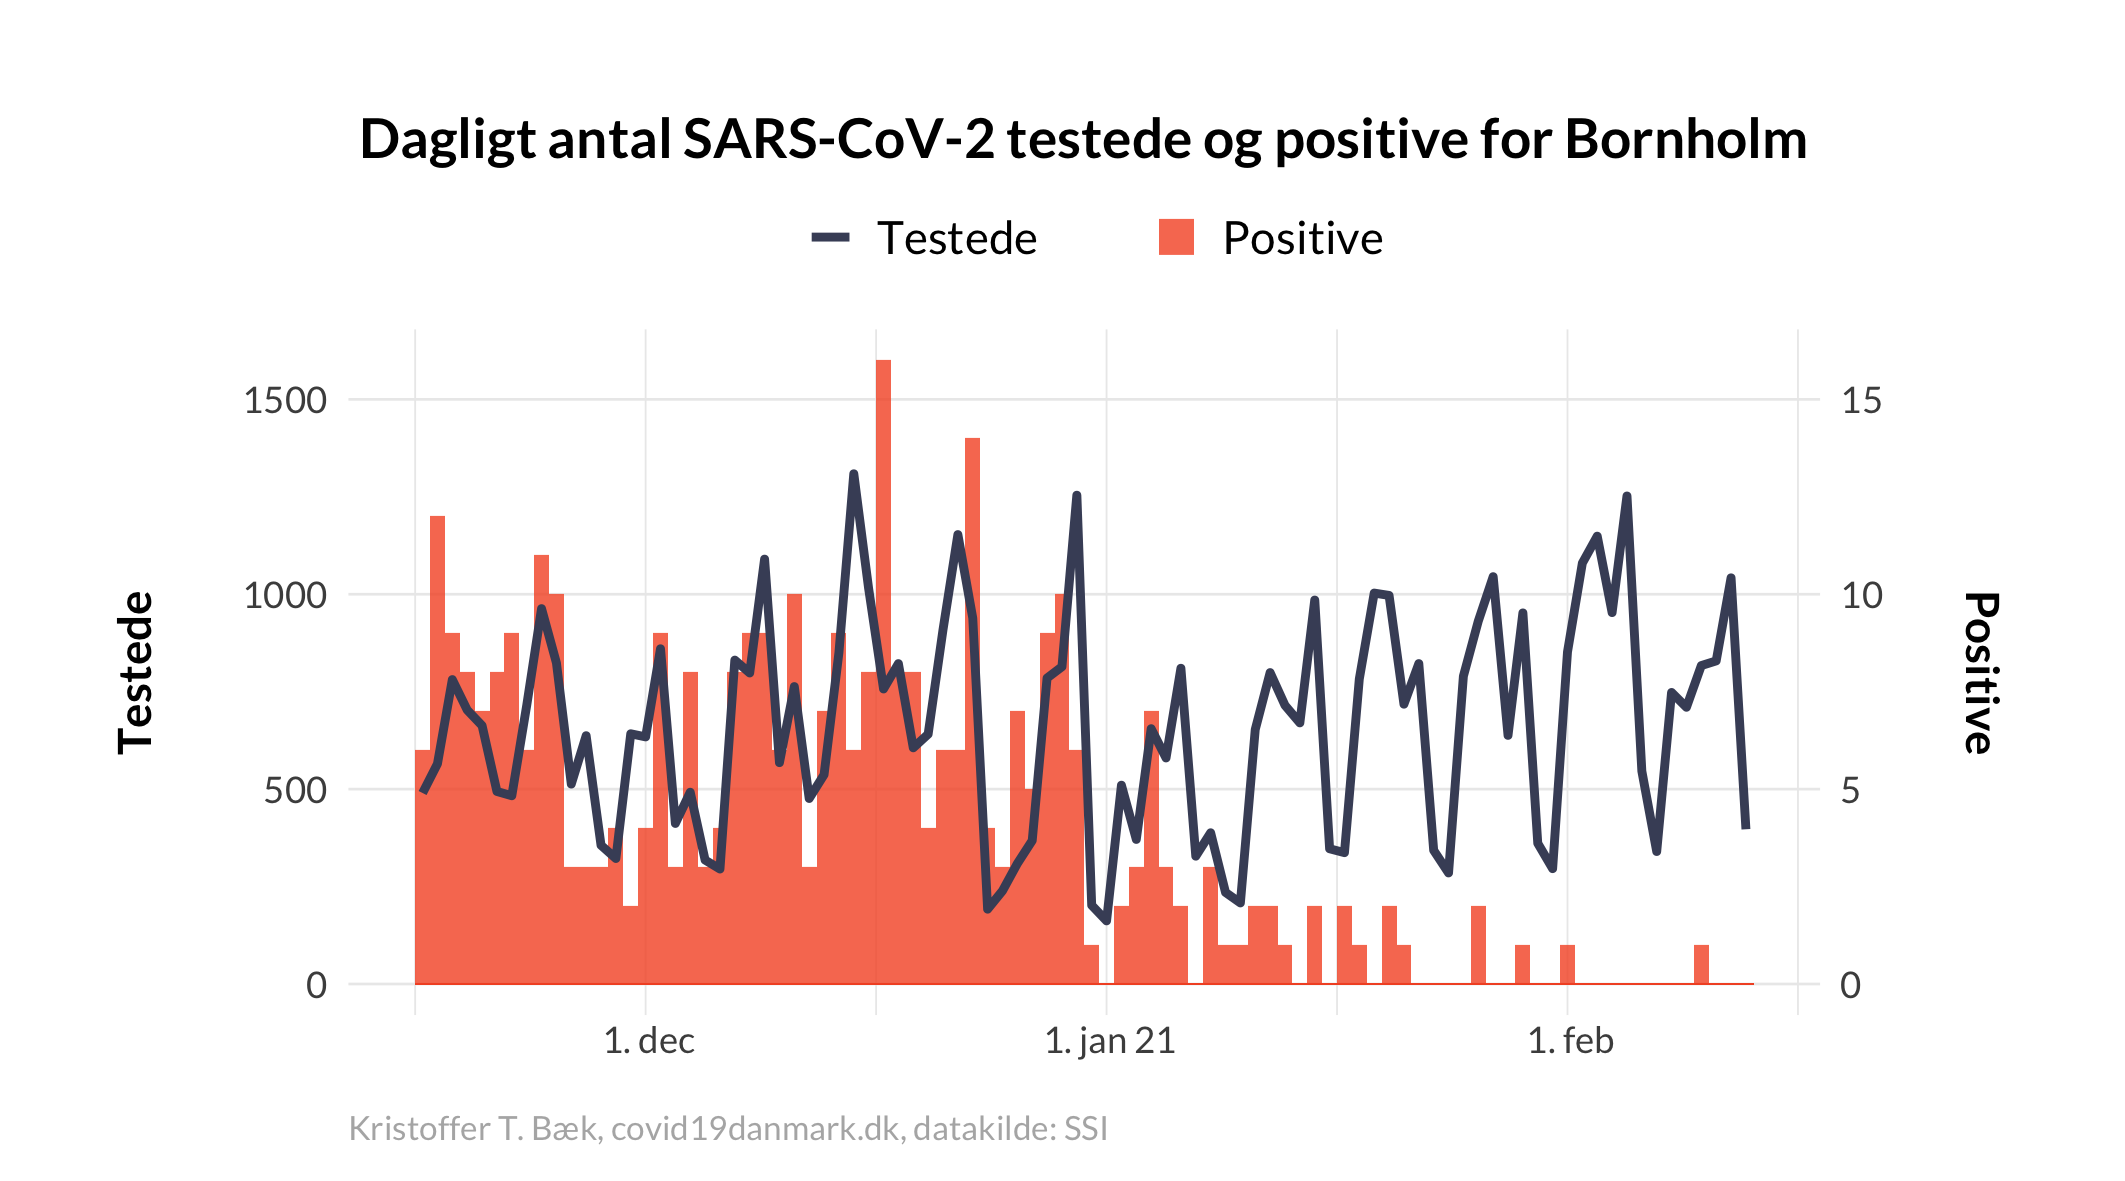 Dagligt antal SARS-CoV-2 testede og positive for Bornholm
Testede
Positive
1500
1000
500
0
Testede
15
10
5
0
Positive
1. dec
1. jan 21
1. feb
Kristoffer T. Bæk, covid19danmark.dk, datakilde: SSI